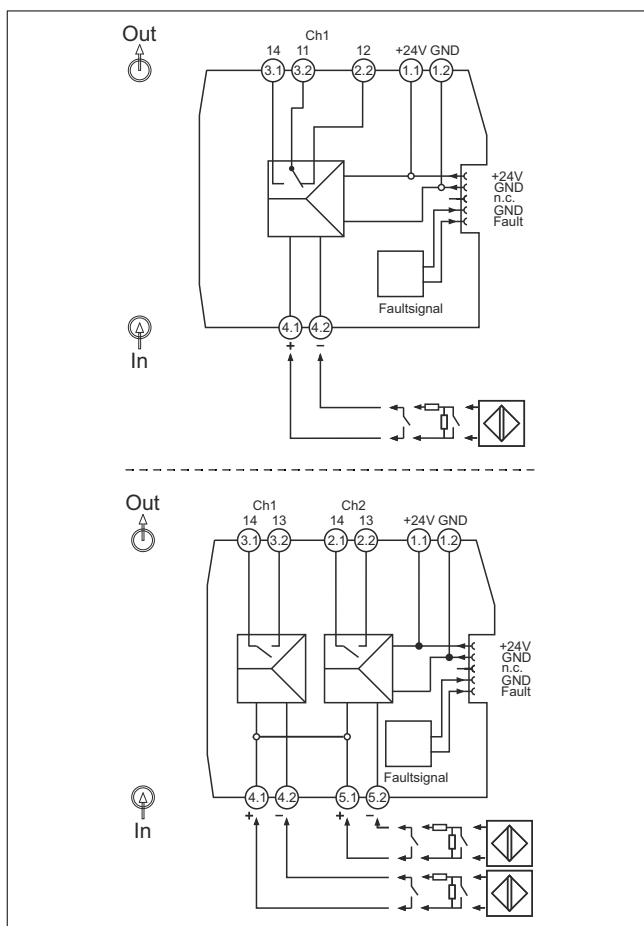 Out
Ch1
14 11 12 +24V GND
3.1 3.2 2.2 1.1 1.2
+24V
GND
n.c.
GND
Fault
Faultsignal
4.1 4.2
+ −
In
Out
Ch1 Ch2
14 13 14 13 +24V GND
3.1 3.2 2.1 2.2 1.1 1.2
+24V
GND
n.c.
GND
Fault
Faultsignal
4.1 4.2 5.1 5.2
+ − + −
In